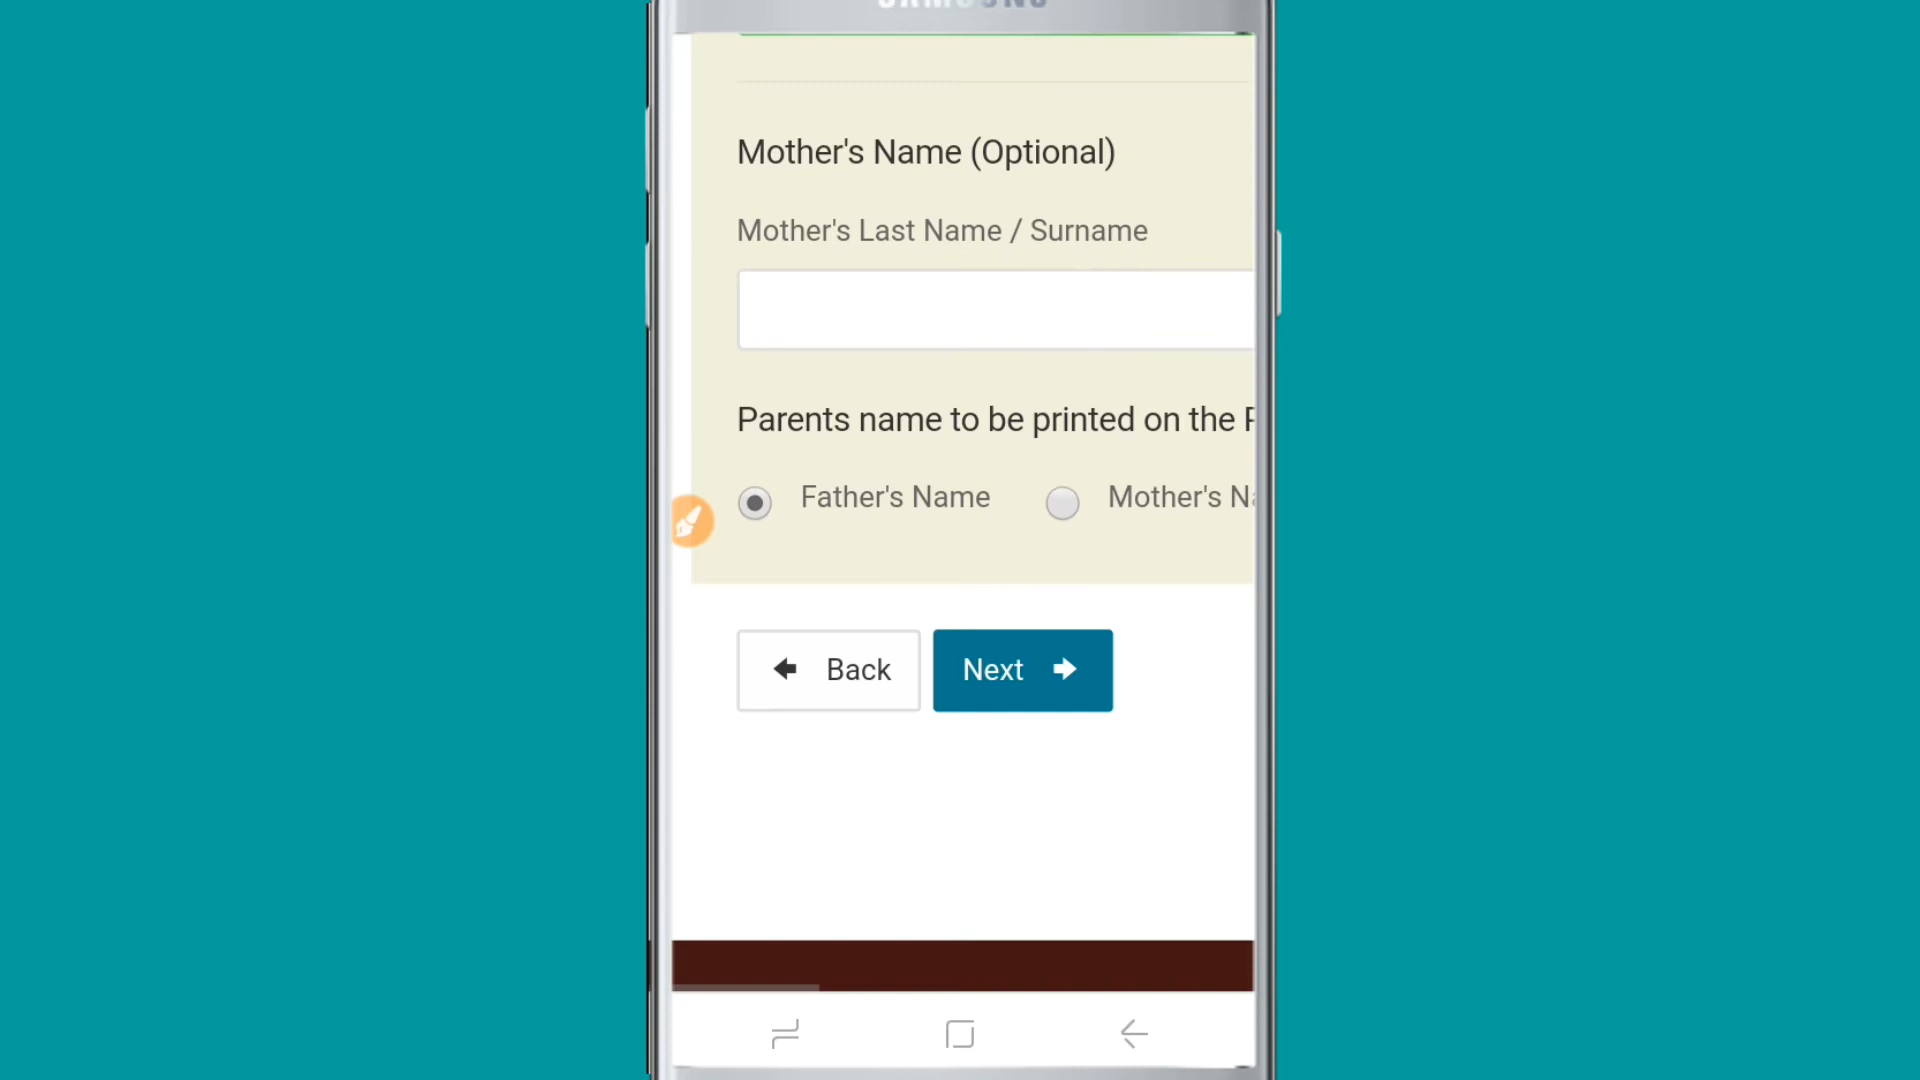 SAMSUNG
Mother's Name (Optional)
Mother's Last Name / Surname
Parents name to be printed on the
Father's Name Mother's
Back Next